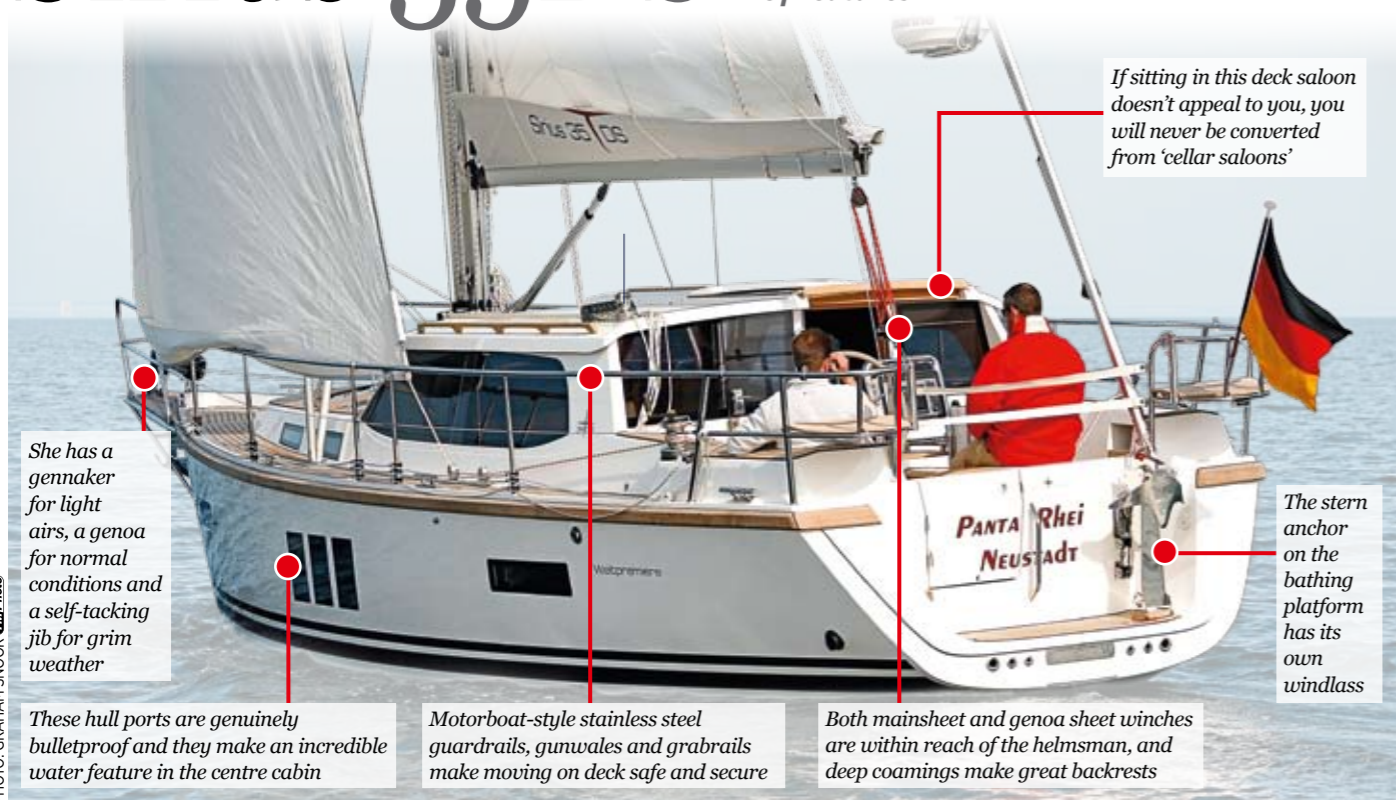 If sitting in this deck saloon
doesn't appeal to you, you
will never be converted
from 'cellar saloons'
She has a
gennaker
for light
airs, a genoa
for normal
conditions and
a self-tacking
jib for grim
weather
PANTA RHEI
NEUSTADT
Weltpremiere
The stern
anchor
on the
bathing
platform
has its
own
windlass
These hull ports are genuinely
bulletproof and they make an incredible
water feature in the centre cabin
Motorboat-style stainless steel
guardrails, gunwales and grabrails
make moving on deck safe and secure
Both mainsheet and genoa sheet winches
are within reach of the helmsman, and
deep coamings make great backrests
Sirius 35 DS